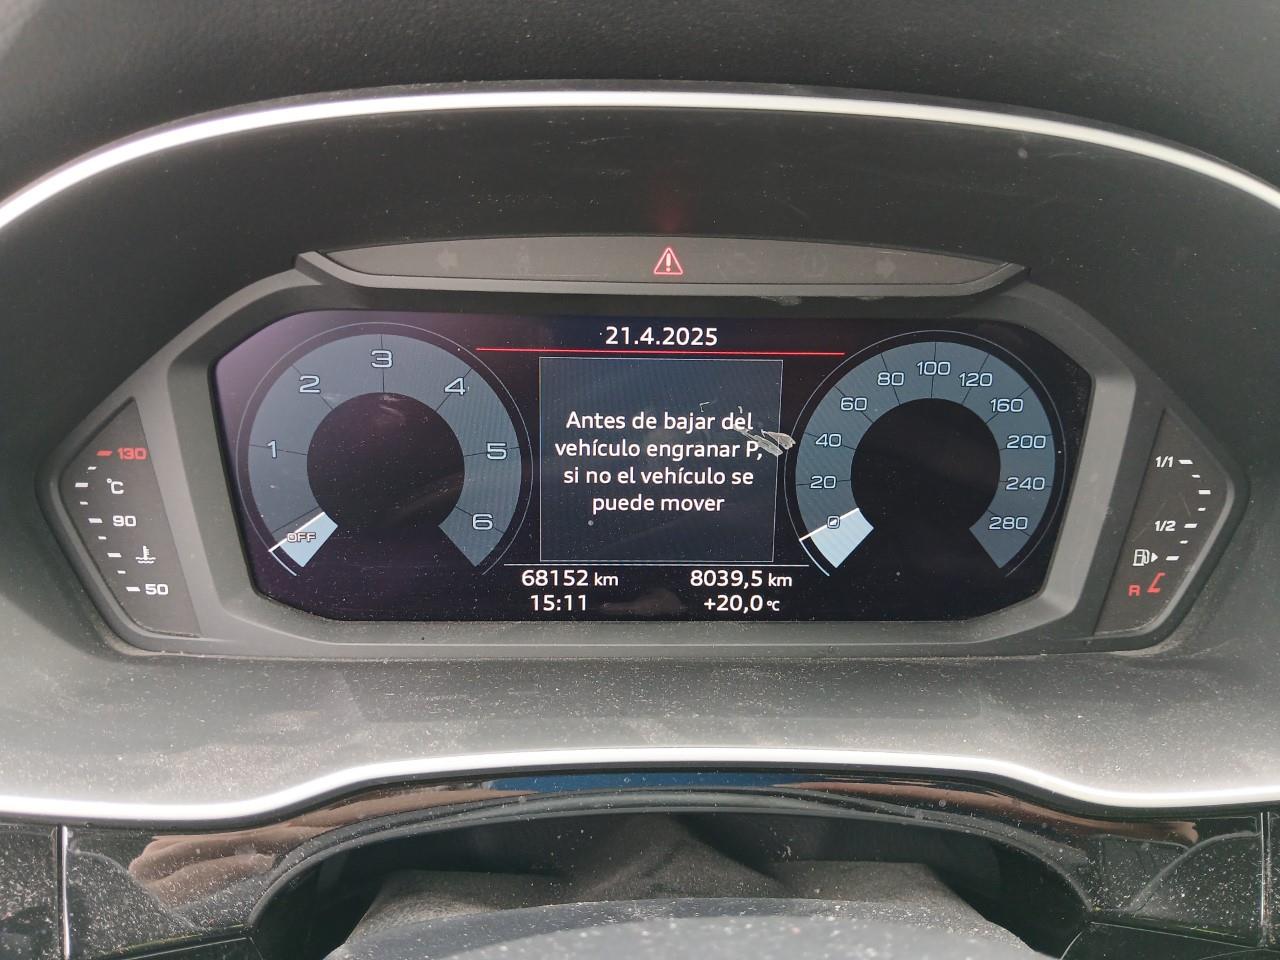 21.4.2025
Antes de bajar del
vehículo engranar P,
si no el vehículo se
puede mover
68152 km
8039,5 km
15:11
+20,0 °C
OFF
1
2
3
4
5
6
0
20
40
60
80
100
120
160
200
240
280
130
°C
90
50
1/1
1/2
R